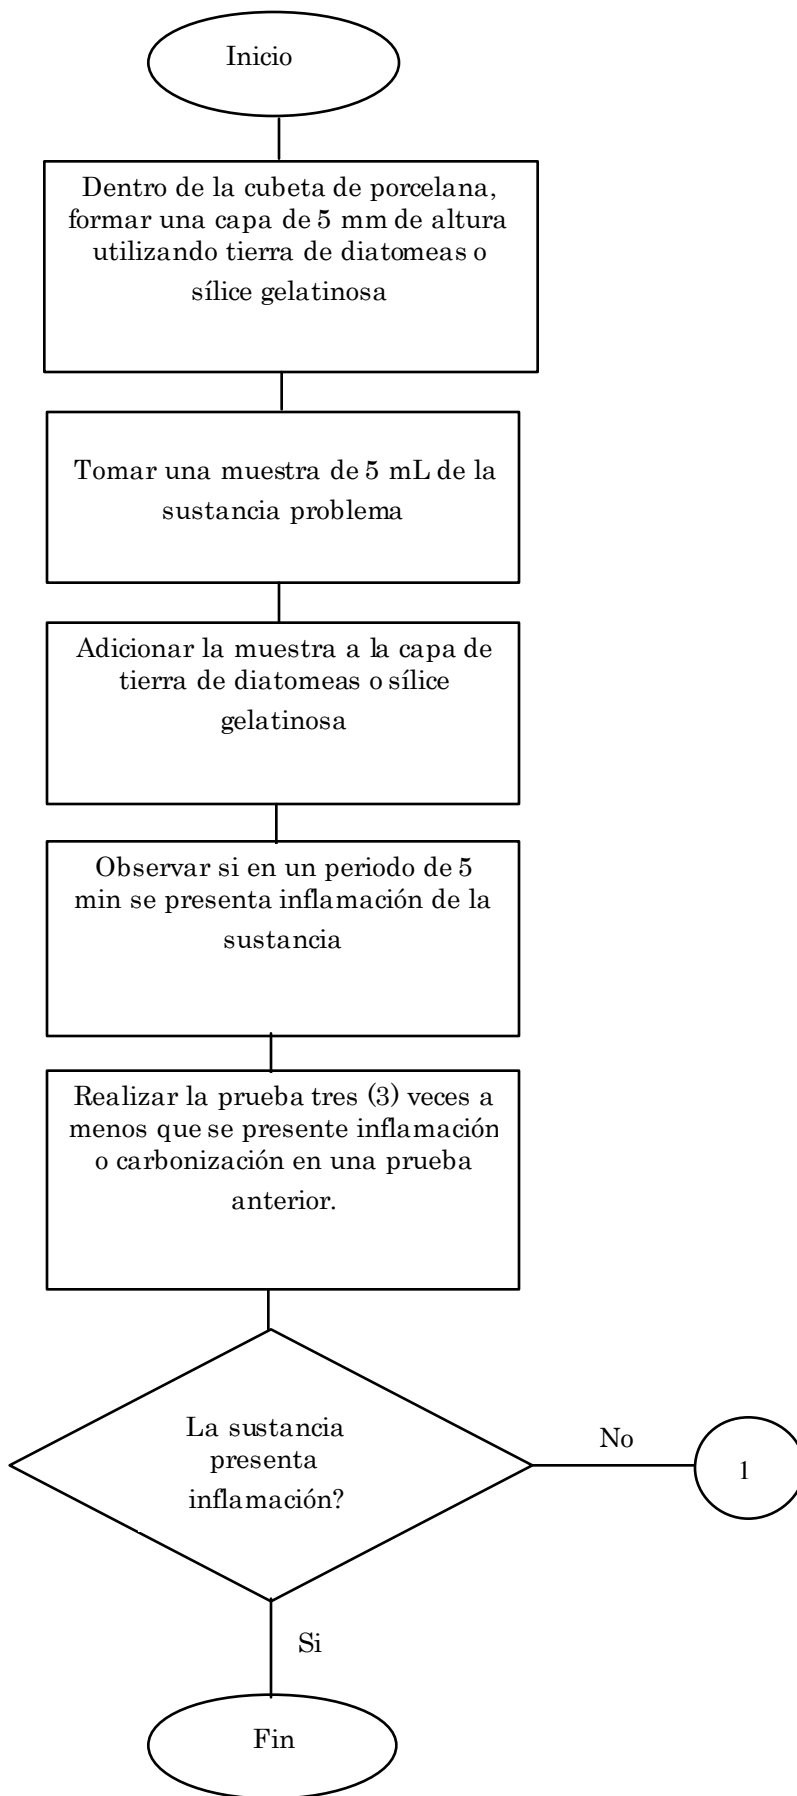 Inicio
Dentro de la cubeta de porcelana,
formar una capa de 5 mm de altura
utilizando tierra de diatomeas o
sílice gelatinosa
Tomar una muestra de 5 mL de la
sustancia problema
Adicionar la muestra a la capa de
tierra de diatomeas o sílice
gelatinosa
Observar si en un periodo de 5
min se presenta inflamación de la
sustancia
Realizar la prueba tres (3) veces a
menos que se presente inflamación
o carbonización en una prueba
anterior.
La sustancia
presenta
inflamación?
No
1
Si
Fin